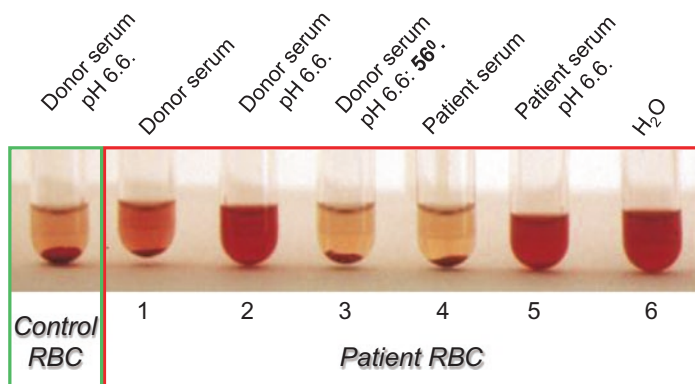 Donor serum
pH 6.6.
Donor serum
Donor serum
pH 6.6.
Donor serum
pH 6.6: 56⁰.
Patient serum
Patient serum
pH 6.6.
H₂O
1
2
3
4
5
6
Control
RBC
Patient RBC